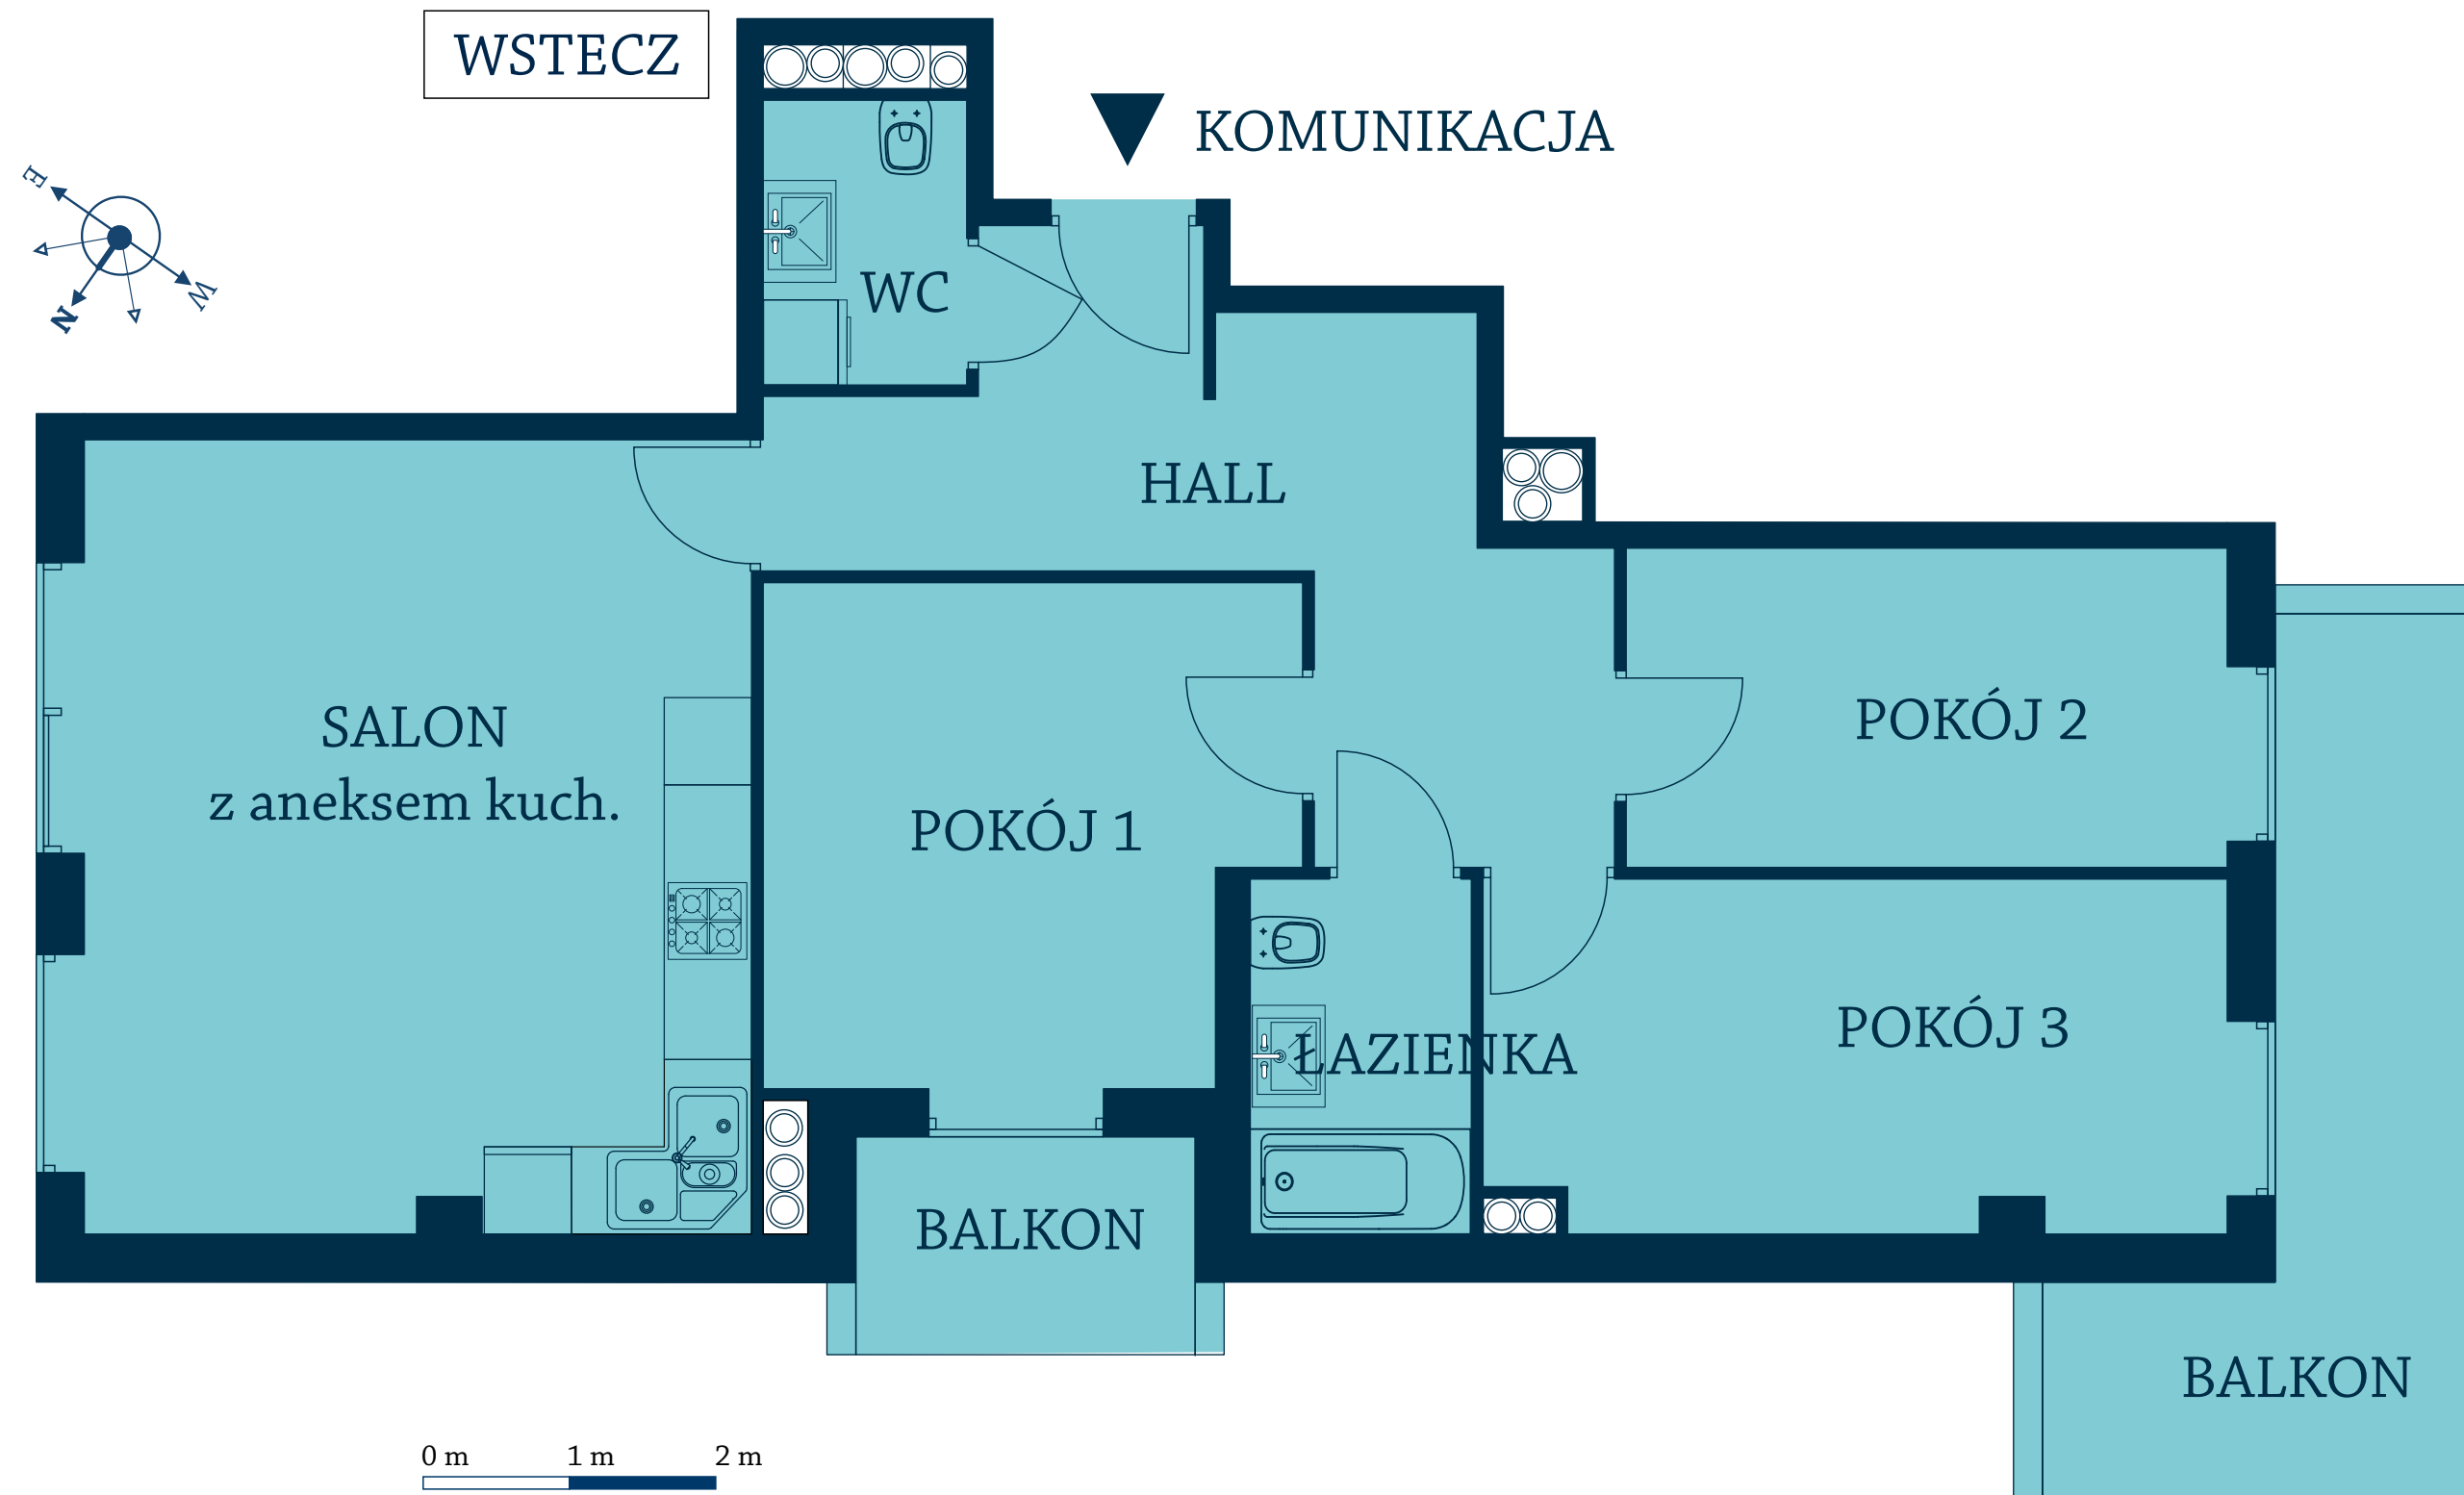 WSTECZ
KOMUNIKACJA
E
W
N
WC
HALL
SALON
z aneksem kuch.
POKÓJ 1
POKÓJ 2
POKÓJ 3
ŁAZIENKA
BALKON
BALKON
0 m 1 m 2 m